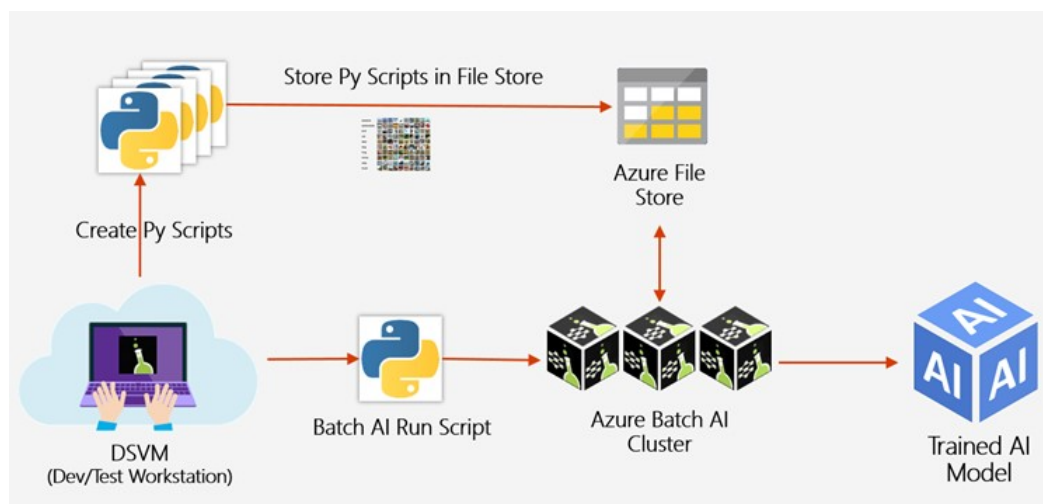 Store Py Scripts in File Store
Azure File
Store
Create Py Scripts
Batch AI Run Script
Azure Batch AI
Cluster
DSVM
(Dev/Test Workstation)
AI
AI
AI
Trained AI
Model